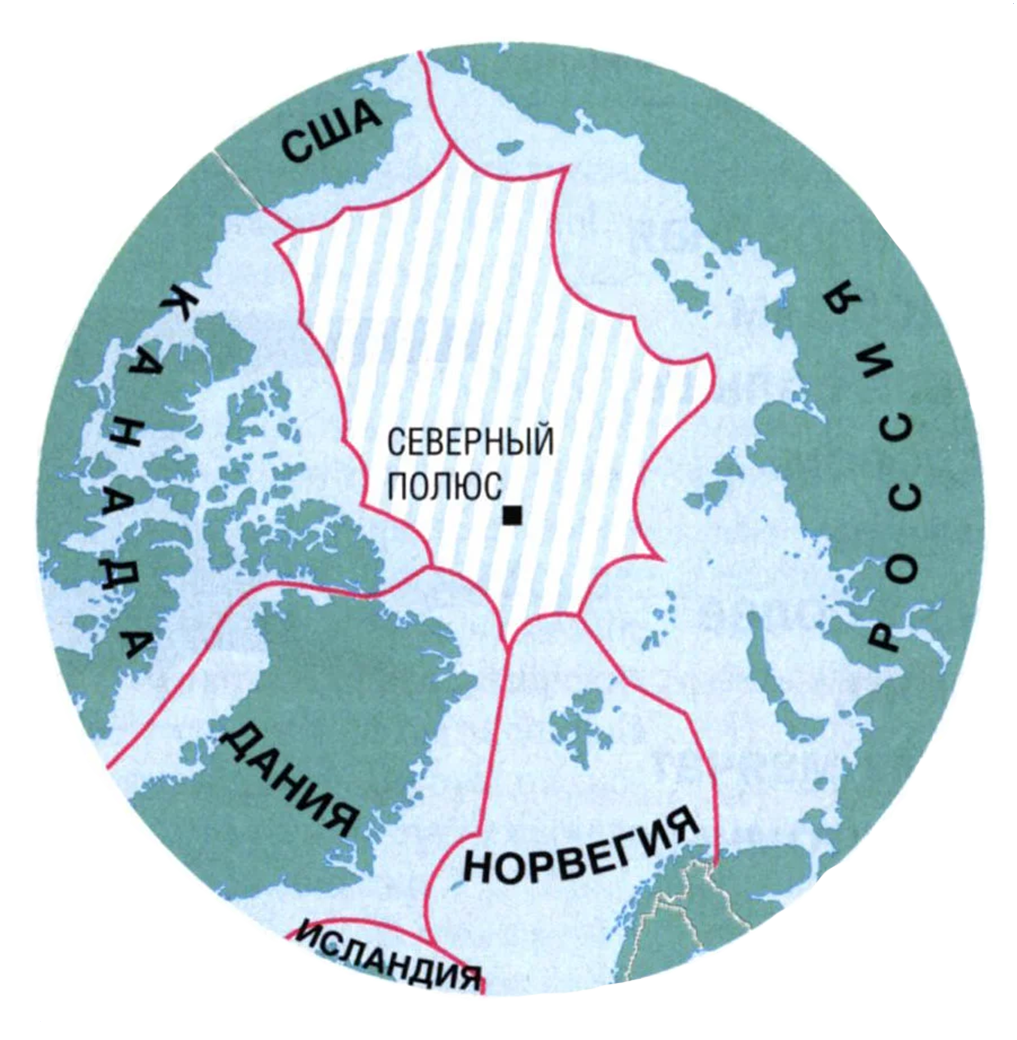 США
КАНАДА
РОССИЯ
СЕВЕРНЫЙ
ПОЛЮС
ДАНИЯ
НОРВЕГИЯ
ИСЛАНДИЯ